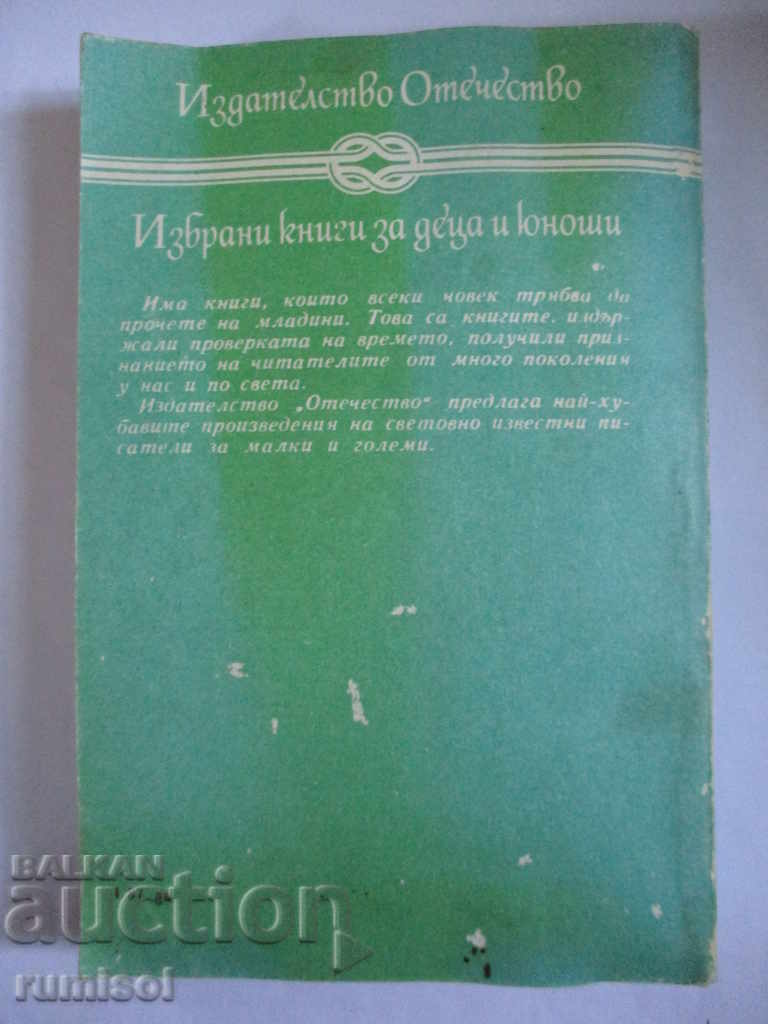 Издателство Отечество
Избрани книги за деца и юноши
Има книги, които всеки човек трябва да
прочете на младини. Това са книгите, издър-
жали проверката на времето, получили приз-
нанието на читателите от много поколения
у нас и по света.
Издателство „Отечество“ предлага най-ху-
бавите произведения на световно известни пи-
сатели за малки и големи.
BALKAN
auction
rumisol